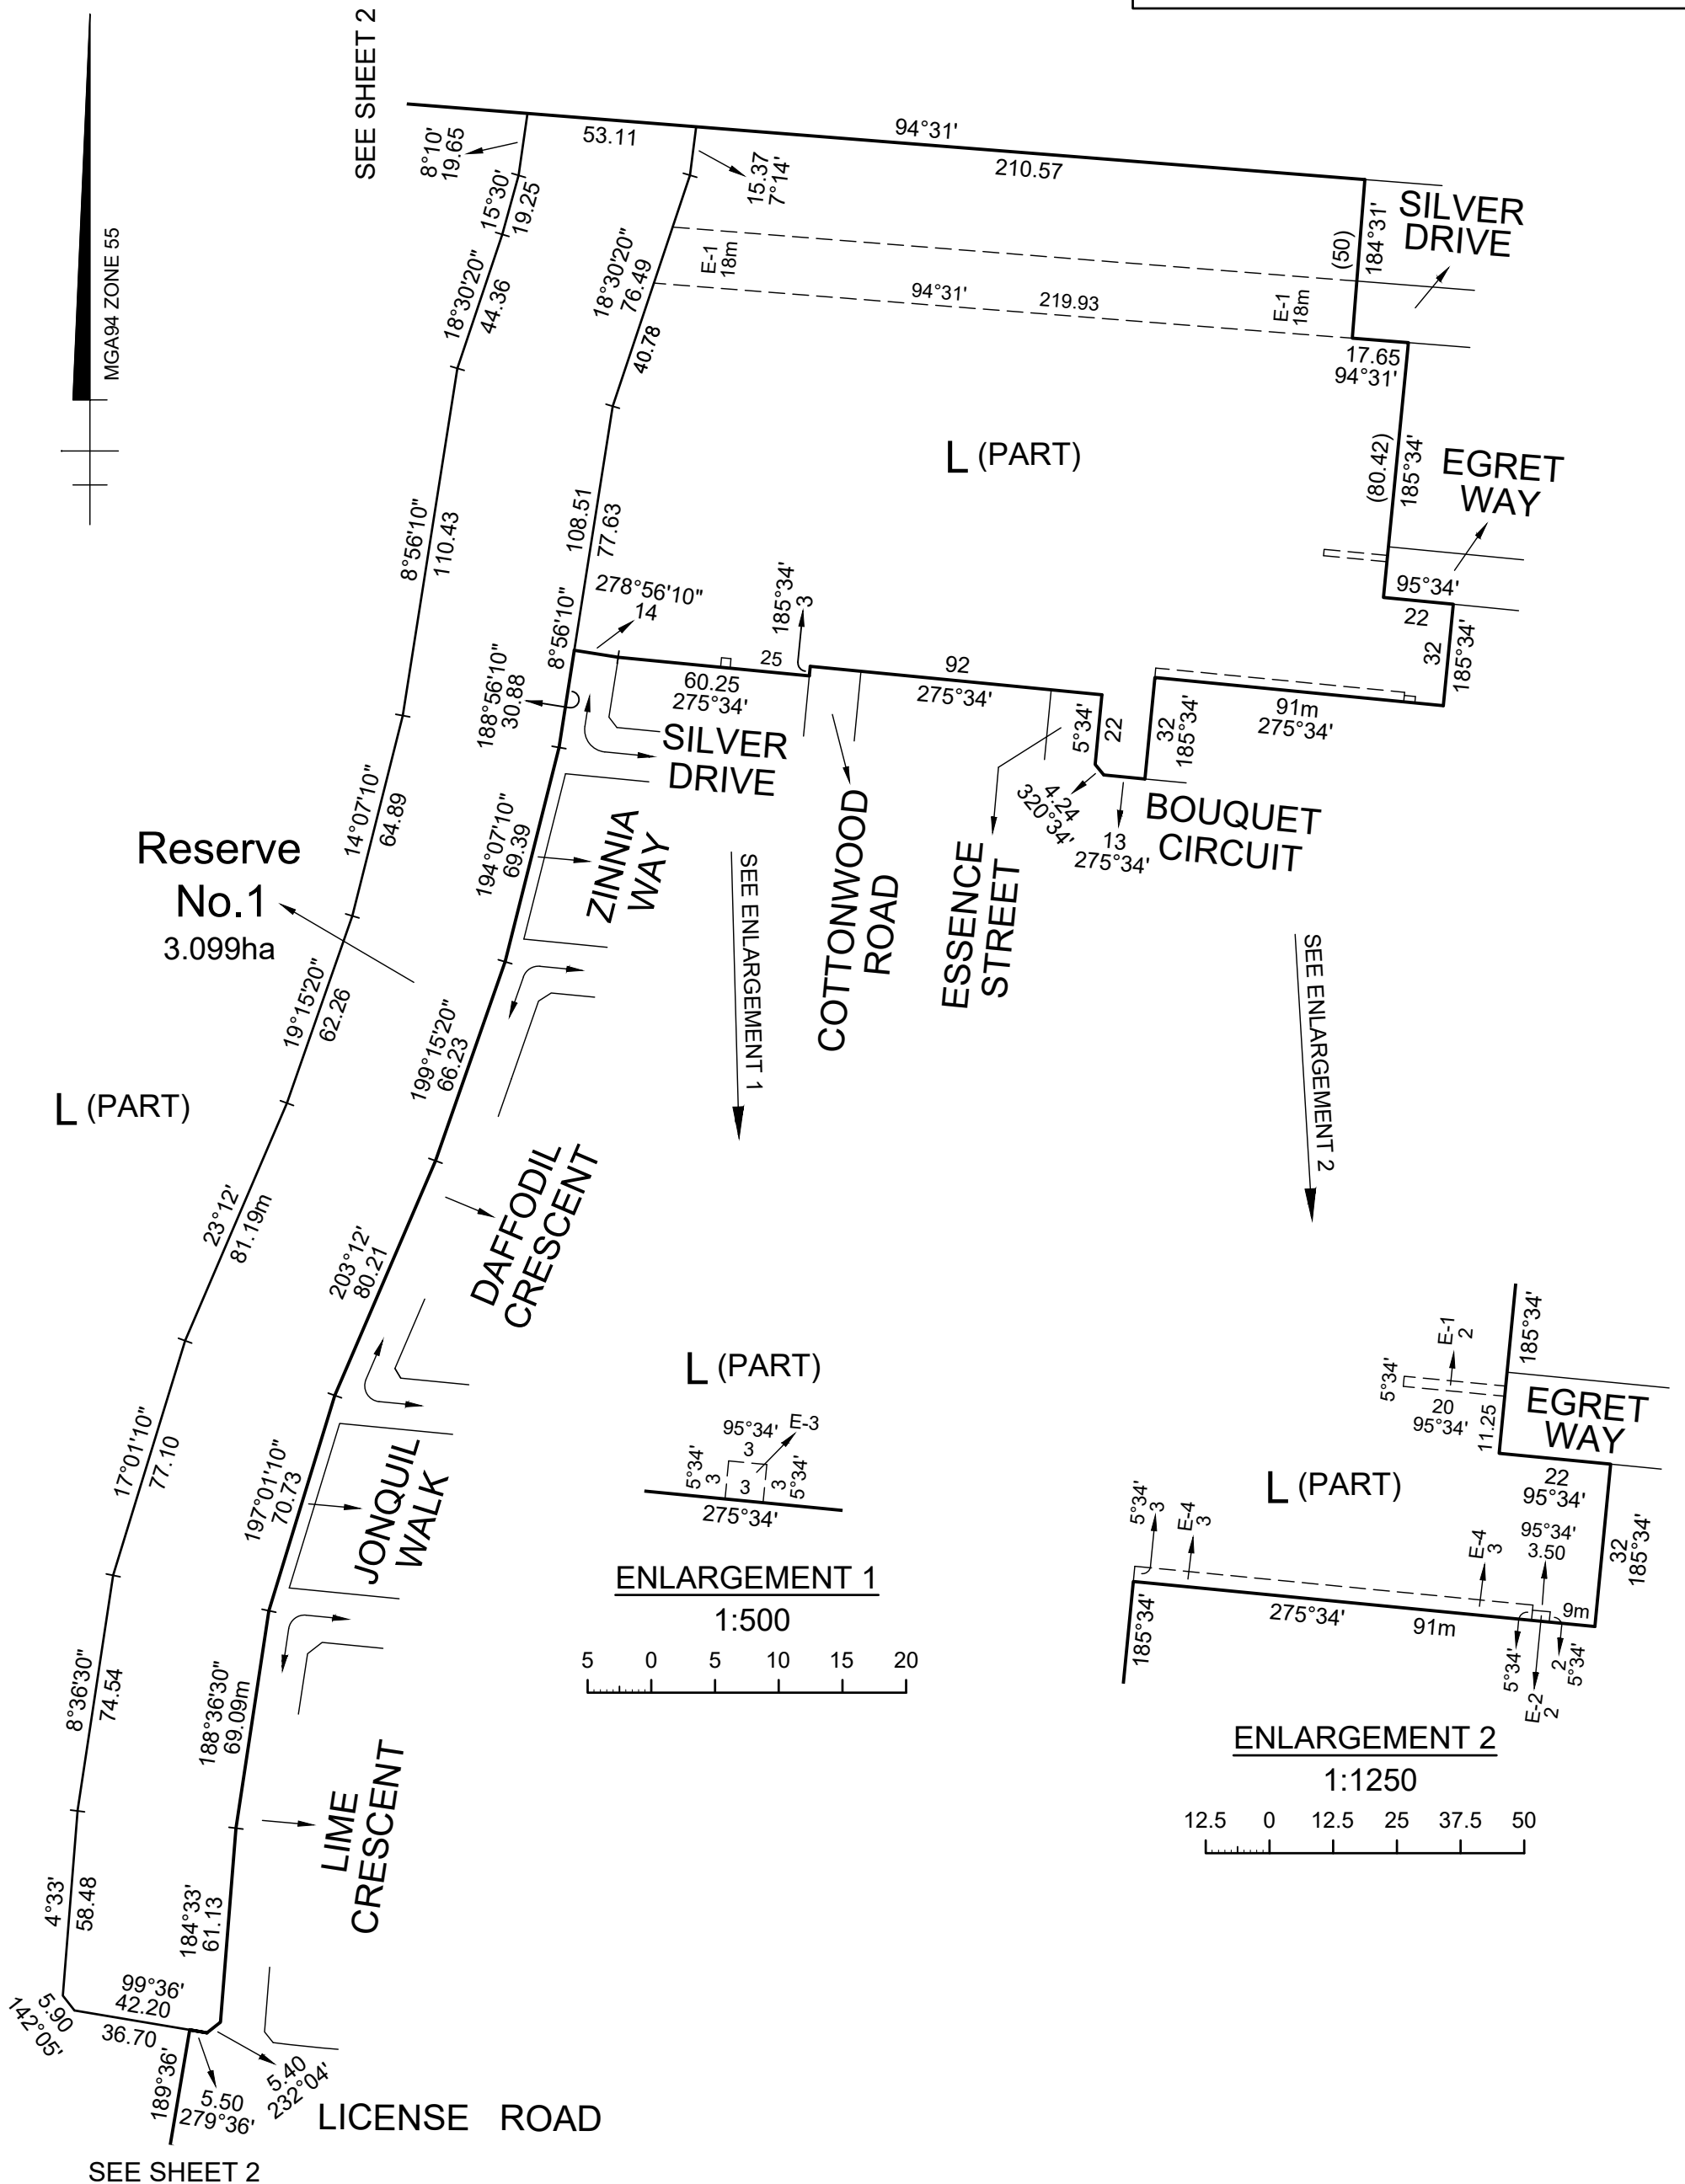 SEE SHEET 2
MGA94 ZONE 55
8°10'
19.65
53.11
94°31'
210.57
15.37
7°14'
15°30'
19.25
18°30'20"
44.36
18°30'20"
76.49
40.78
E-1
18m
94°31'
219.93
E-1
18m
(50)
184°31'
SILVER
DRIVE
17.65
94°31'
L (PART)
(80.42)
185°34'
EGRET
WAY
95°34'
22
32
185°34'
8°56'10"
110.43
108.51
77.63
8°56'10"
278°56'10"
14
185°34'
3
25
60.25
275°34'
92
275°34'
5°34'
22
32
185°34'
91m
275°34'
4.24
320°34'
13
275°34'
BOUQUET
CIRCUIT
188°56'10"
30.88
SILVER
DRIVE
14°07'10"
64.89
194°07'10"
69.39
ZINNIA
WAY
SEE ENLARGEMENT 1
COTTONWOOD
ROAD
ESSENCE
STREET
SEE ENLARGEMENT 2
Reserve
No.1
3.099ha
19°15'20"
62.26
199°15'20"
66.23
L (PART)
DAFFODIL
CRESCENT
23°12'
81.19m
203°12'
80.21
17°01'10"
77.10
197°01'10"
70.73
JONQUIL
WALK
8°36'30"
74.54
188°36'30"
69.09m
LIME
CRESCENT
4°33'
58.48
184°33'
61.13
99°36'
42.20
36.70
5.90
142°05'
189°36'
5.50
279°36'
5.40
232°04'
LICENSE ROAD
SEE SHEET 2
L (PART)
95°34'
3
E-3
5°34'
3
3
3
5°34'
275°34'
ENLARGEMENT 1
1:500
5 0 5 10 15 20
185°34'
E-1
2
5°34'
20
95°34'
11.25
EGRET
WAY
22
95°34'
L (PART)
5°34'
3
E-4
3
E-4
3
95°34'
3.50
32
185°34'
9m
275°34'
91m
185°34'
5°34'
E-2
2
2
5°34'
ENLARGEMENT 2
1:1250
12.5 0 12.5 25 37.5 50